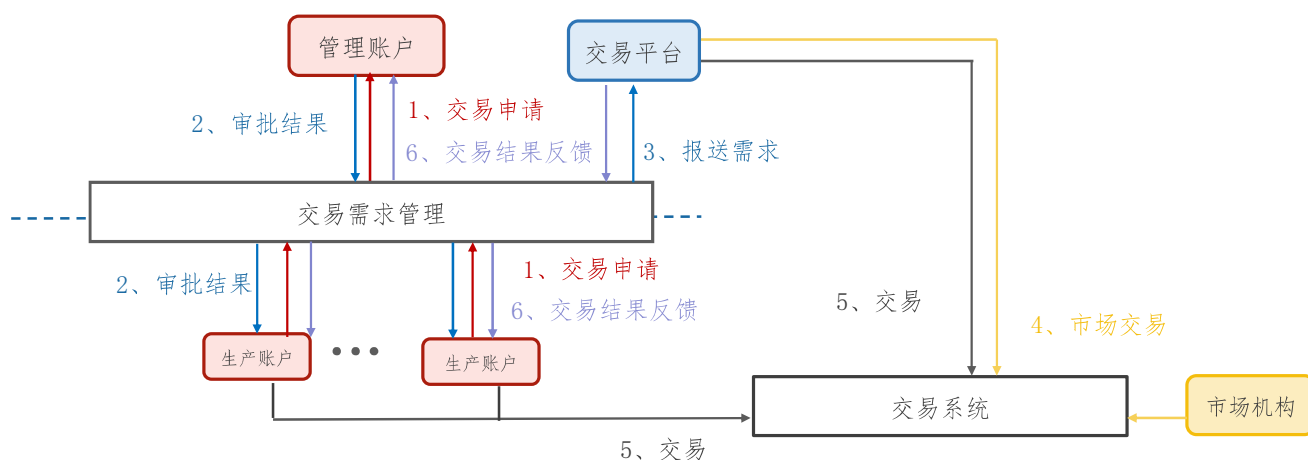 管理账户
交易平台
2、审批结果
1、交易申请
6、交易结果反馈
3、报送需求
交易需求管理
2、审批结果
1、交易申请
6、交易结果反馈
5、交易
4、市场交易
生产账户
生产账户
交易系统
市场机构
5、交易